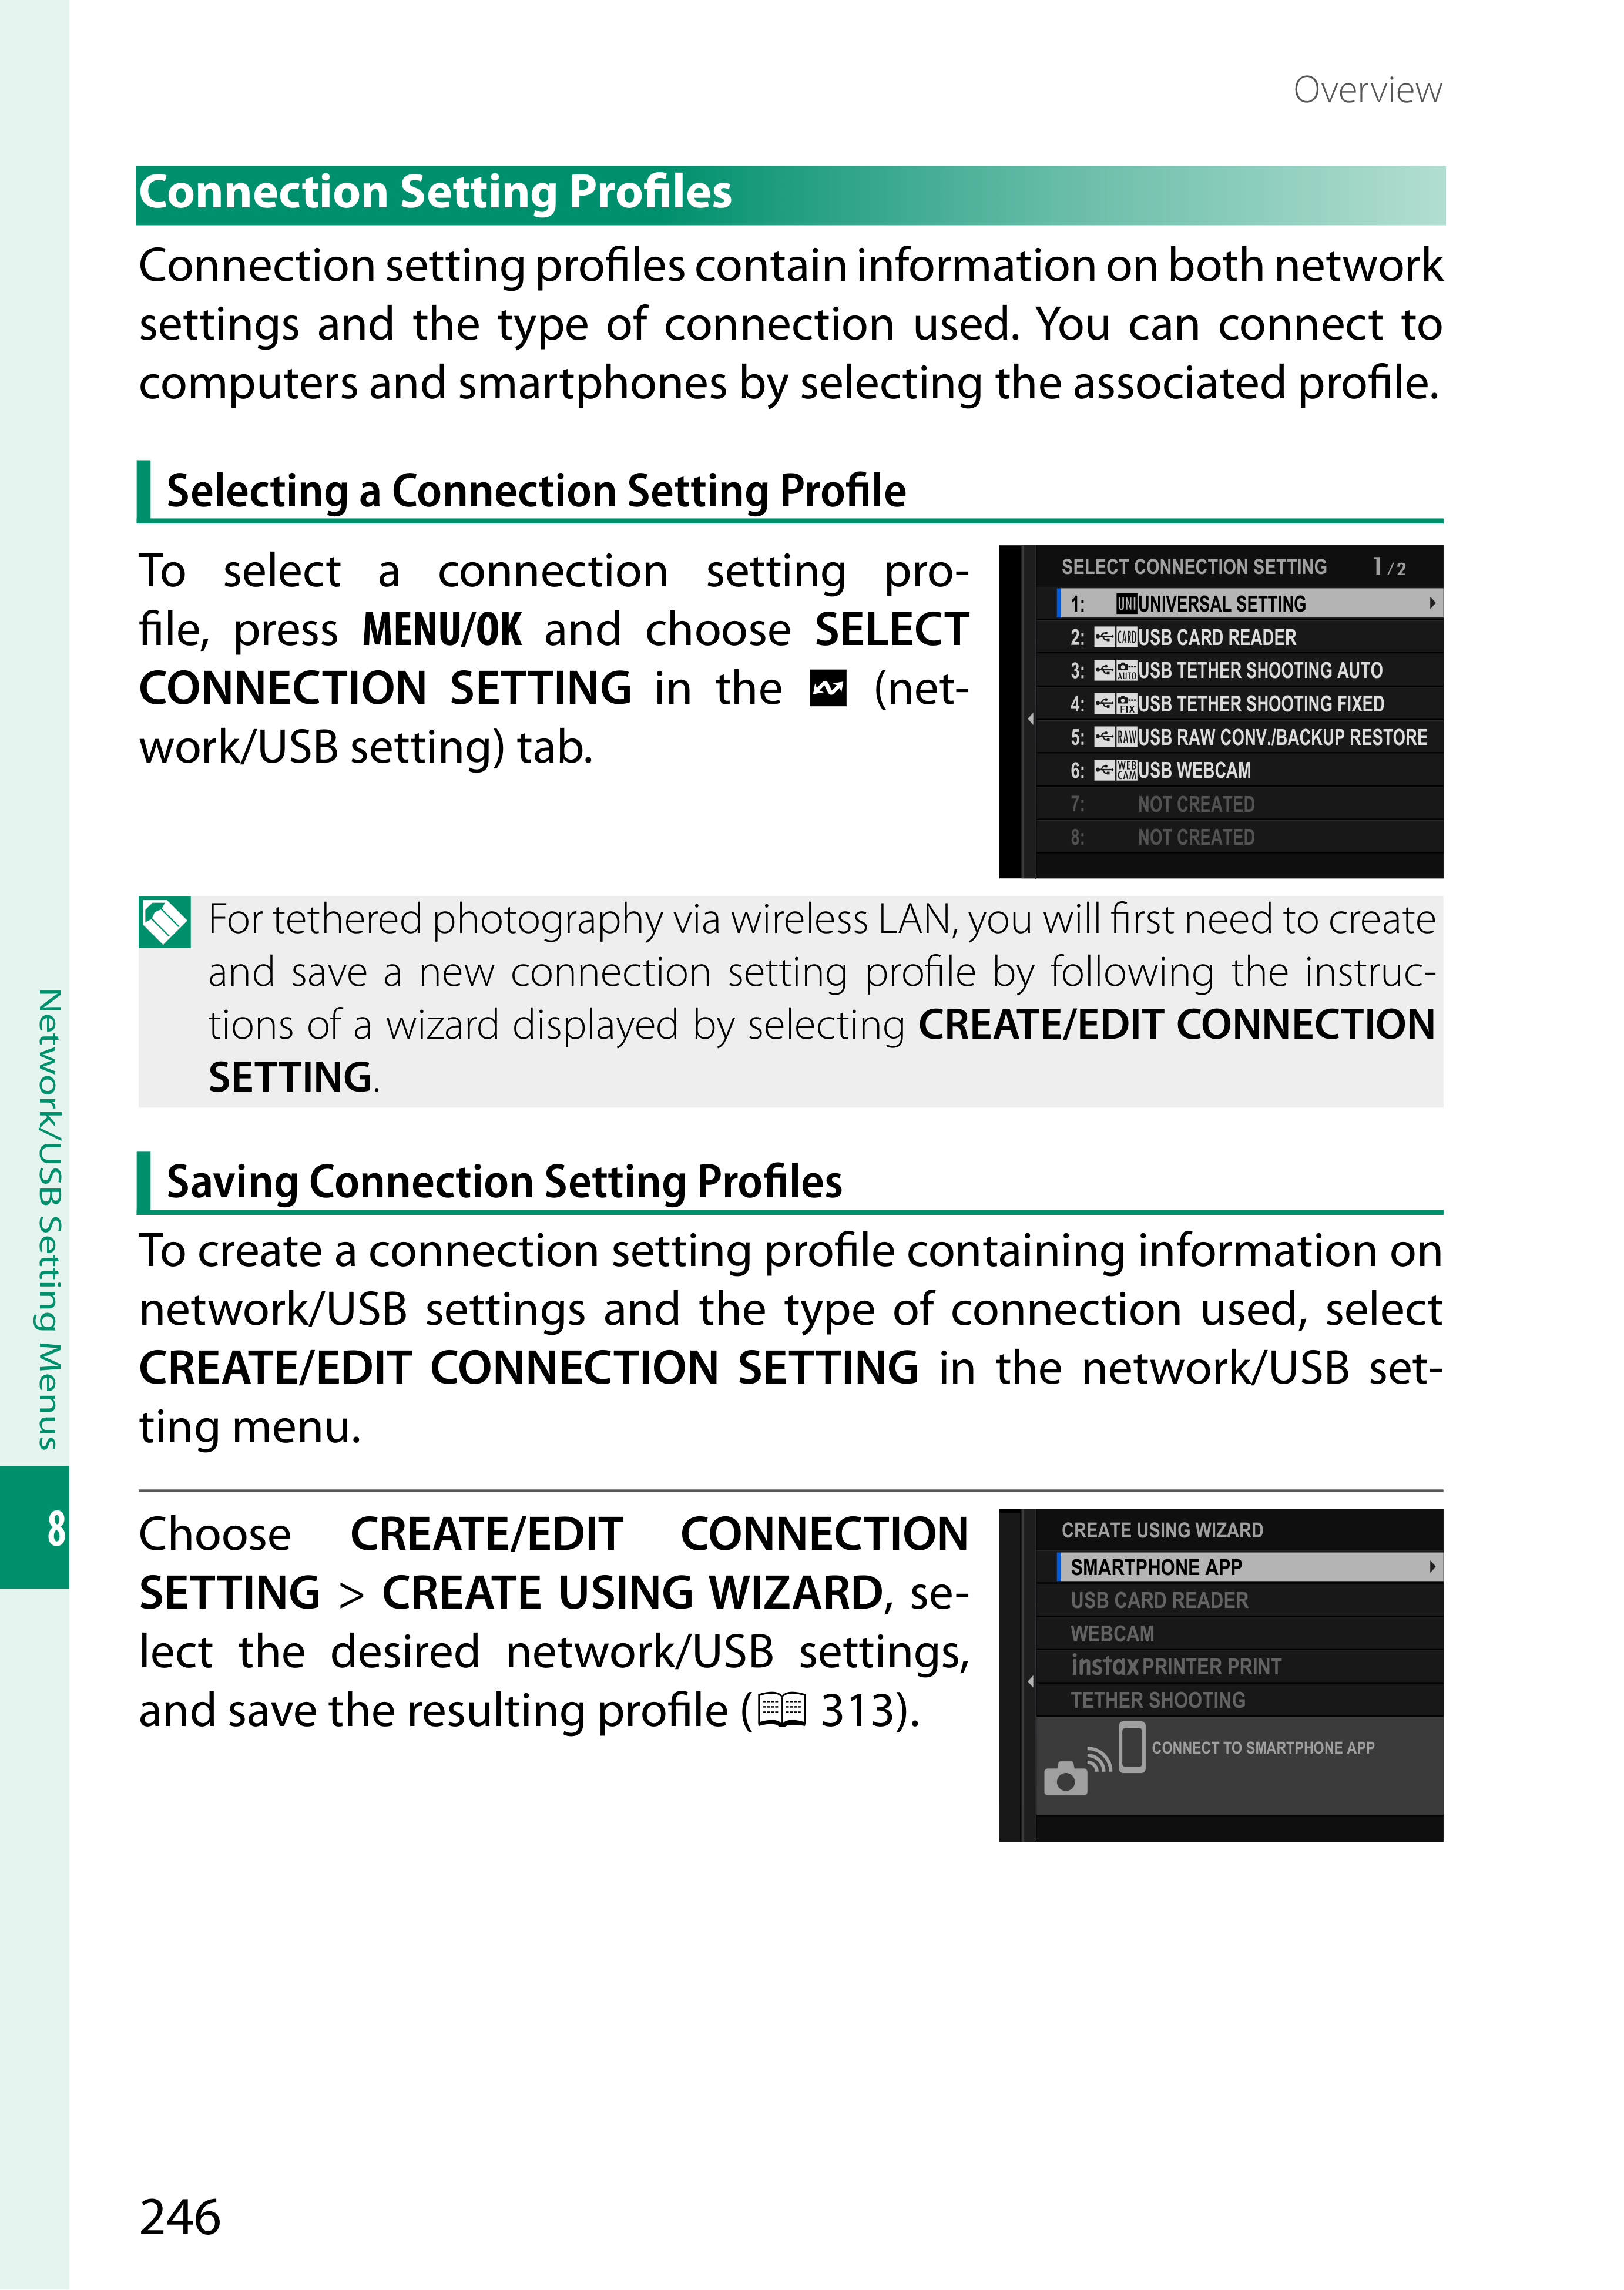 Overview
Connection Setting Profiles
Connection setting profiles contain information on both network
settings and the type of connection used. You can connect to
computers and smartphones by selecting the associated profile.
Selecting a Connection Setting Profile
To select a connection setting pro-
file, press MENU/OK and choose SELECT
CONNECTION SETTING in the (net-
work/USB setting) tab.
SELECT CONNECTION SETTING 1/2
1: UNI UNIVERSAL SETTING
2: CARD USB CARD READER
3: AUTO USB TETHER SHOOTING AUTO
4: FIX USB TETHER SHOOTING FIXED
5: RAW USB RAW CONV./BACKUP RESTORE
6: WEB CAM USB WEBCAM
7: NOT CREATED
8: NOT CREATED
For tethered photography via wireless LAN, you will first need to create
and save a new connection setting profile by following the instruc-
tions of a wizard displayed by selecting CREATE/EDIT CONNECTION
SETTING.
Saving Connection Setting Profiles
To create a connection setting profile containing information on
network/USB settings and the type of connection used, select
CREATE/EDIT CONNECTION SETTING in the network/USB set-
ting menu.
Choose CREATE/EDIT CONNECTION
SETTING > CREATE USING WIZARD, se-
lect the desired network/USB settings,
and save the resulting profile ( 313).
CREATE USING WIZARD
SMARTPHONE APP
USB CARD READER
WEBCAM
instax PRINTER PRINT
TETHER SHOOTING
CONNECT TO SMARTPHONE APP
Network/USB Setting Menus
8
246